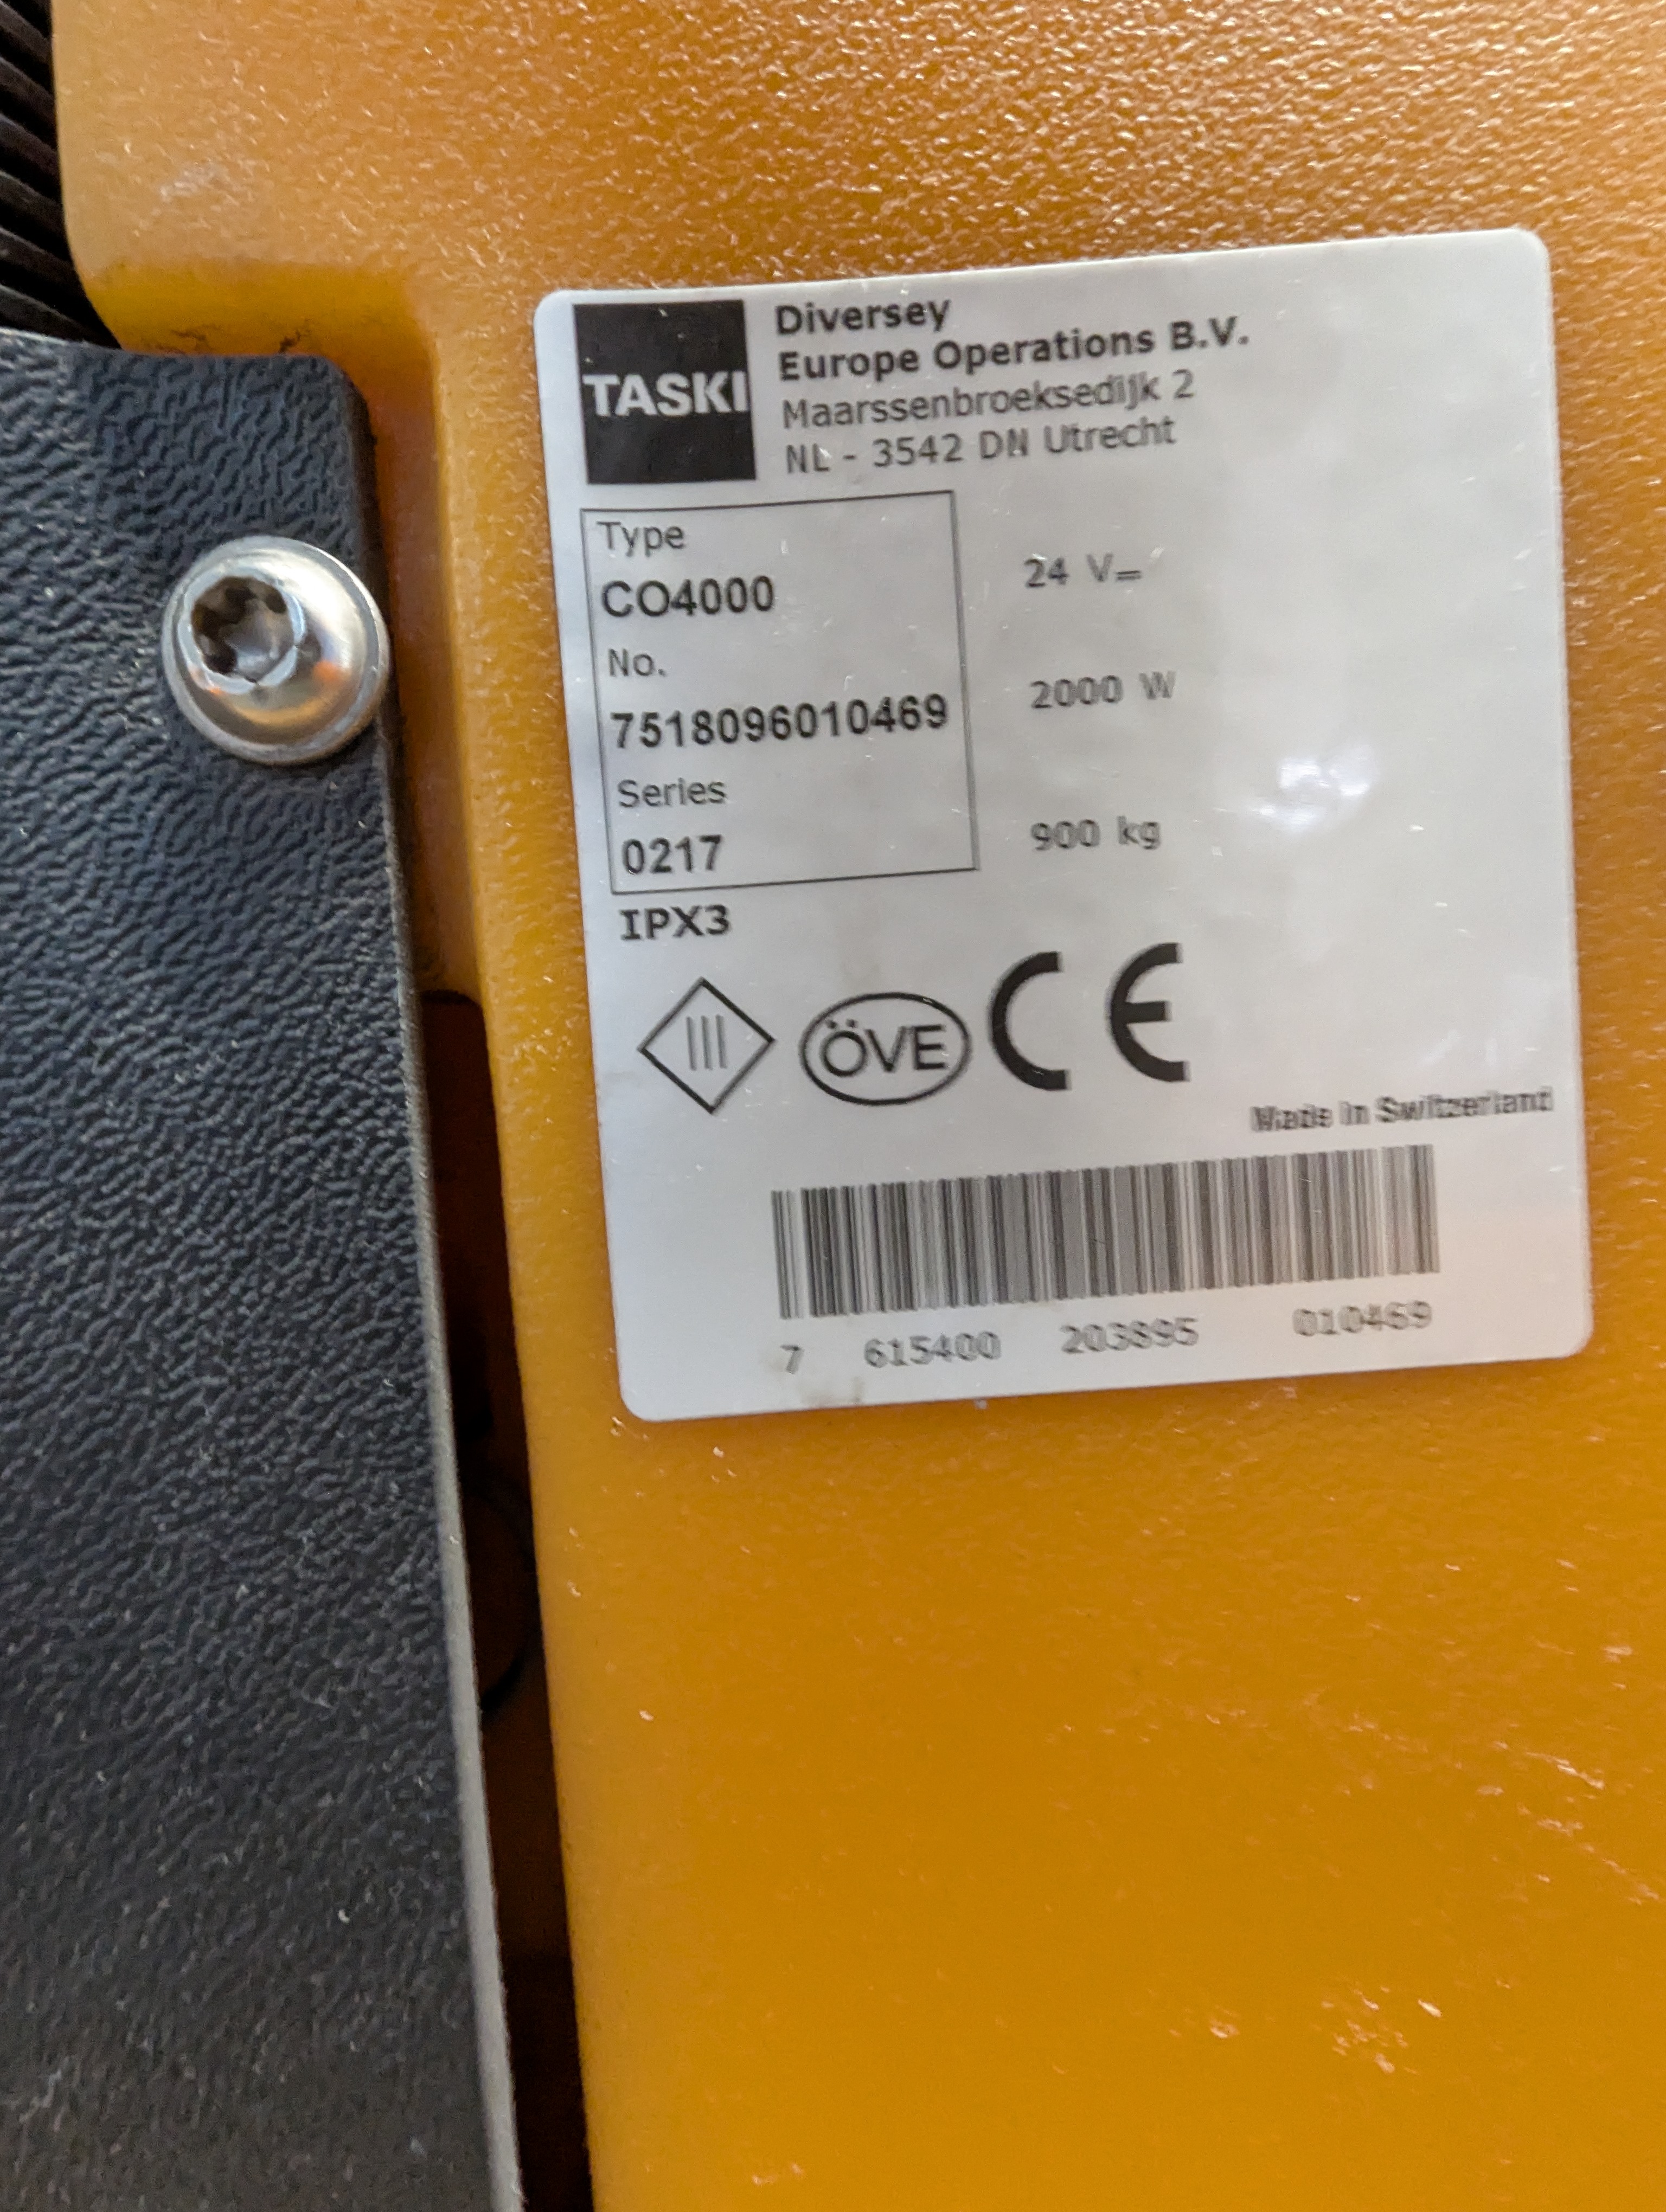 TASKI
Diversey
Europe Operations B.V.
Maarssenbroeksedijk 2
NL - 3542 DN Utrecht
Type
CO4000
24 V⎓
No.
7518096010469
2000 W
Series
0217
900 kg
IPX3
III
ÖVE
CE
Made in Switzerland
7 615400 203895 010469